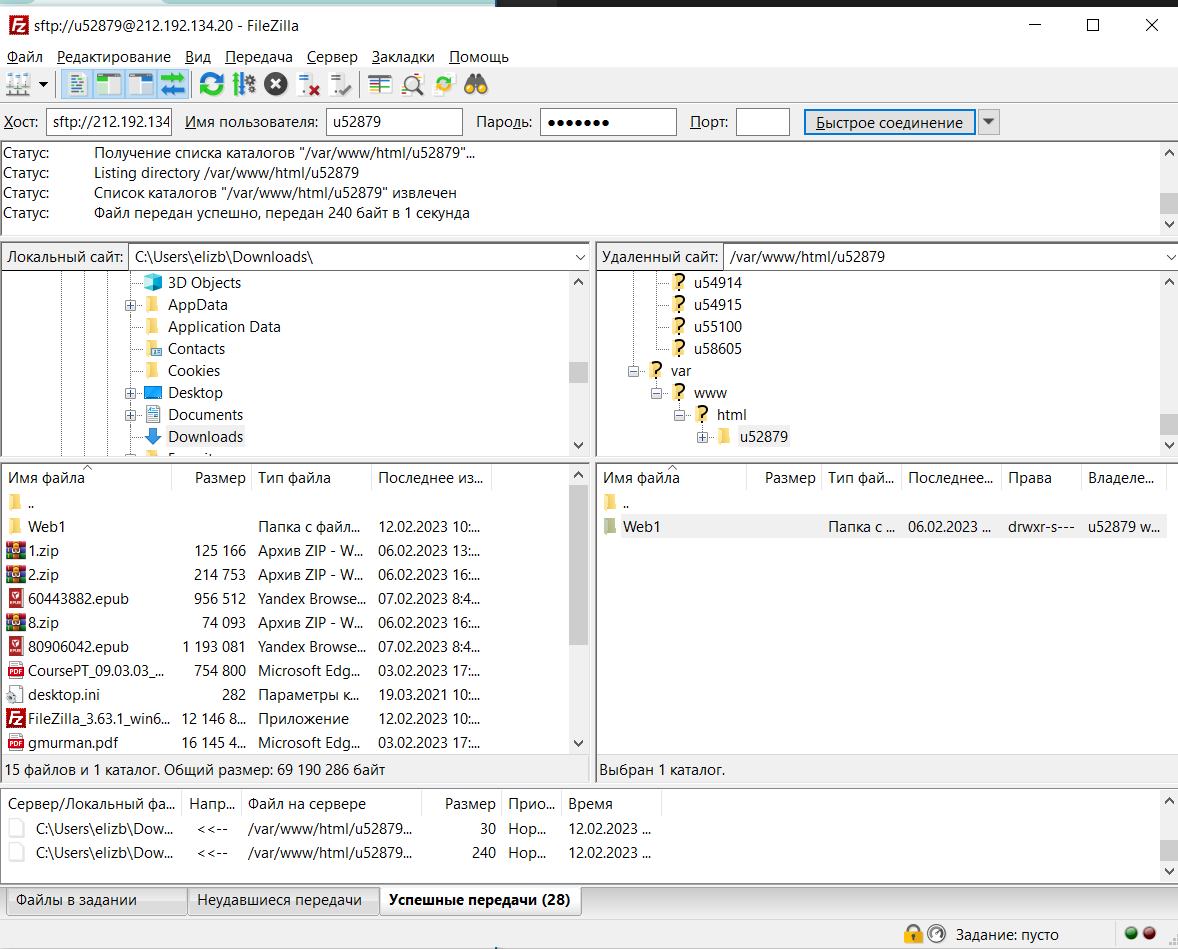 sftp://u52879@212.192.134.20 - FileZilla
Файл Редактирование Вид Передача Сервер Закладки Помощь
Хост: sftp://212.192.134 Имя пользователя: u52879 Пароль: ●●●●●●● Порт: Быстрое соединение
Статус: Получение списка каталогов "/var/www/html/u52879"...
Статус: Listing directory /var/www/html/u52879
Статус: Список каталогов "/var/www/html/u52879" извлечен
Статус: Файл передан успешно, передан 240 байт в 1 секунда
Локальный сайт: C:\Users\elizb\Downloads\
3D Objects
AppData
Application Data
Contacts
Cookies
Desktop
Documents
Downloads
Удаленный сайт: /var/www/html/u52879
u54914
u54915
u55100
u58605
var
www
html
u52879
Имя файла Размер Тип файла Последнее из...
..
Web1 Папка с файл... 12.02.2023 10:...
1.zip 125 166 Архив ZIP - W... 06.02.2023 13:...
2.zip 214 753 Архив ZIP - W... 06.02.2023 16:...
60443882.epub 956 512 Yandex Browse... 07.02.2023 8:4...
8.zip 74 093 Архив ZIP - W... 06.02.2023 16:...
80906042.epub 1 193 081 Yandex Browse... 07.02.2023 8:4...
CoursePT_09.03.03_... 754 800 Microsoft Edg... 03.02.2023 17:...
desktop.ini 282 Параметры к... 19.03.2021 10:...
FileZilla_3.63.1_win6... 12 146 8... Приложение 12.02.2023 10:...
gmurman.pdf 16 145 4... Microsoft Edg... 03.02.2023 17:...
15 файлов и 1 каталог. Общий размер: 69 190 286 байт
Имя файла Размер Тип фай... Последнее... Права Владеле...
..
Web1 Папка с ... 06.02.2023 ... drwxr-s--- u52879 w...
Выбран 1 каталог.
Сервер/Локальный фа... Напр... Файл на сервере Размер Прио... Время
C:\Users\elizb\Dow... <<-- /var/www/html/u52879... 30 Нор... 12.02.2023 ...
C:\Users\elizb\Dow... <<-- /var/www/html/u52879... 240 Нор... 12.02.2023 ...
Файлы в задании Неудавшиеся передачи Успешные передачи (28)
Задание: пусто